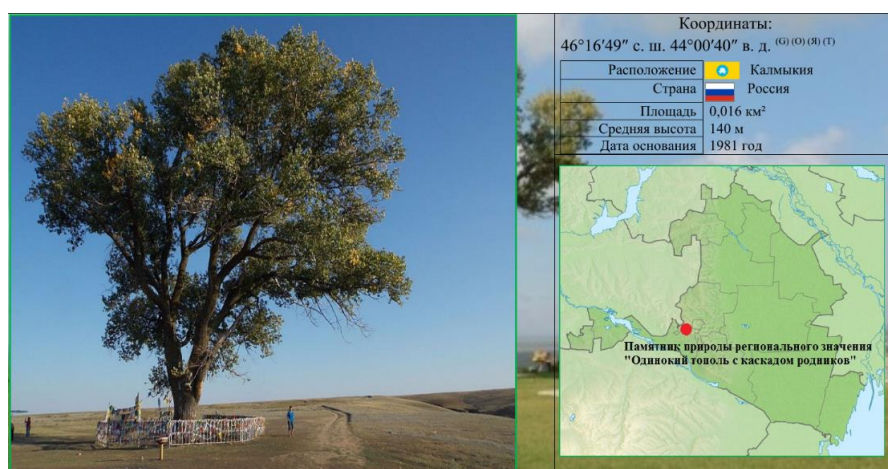 Координаты:
46°16′49″ с. ш. 44°00′40″ в. д. (G) (O) (Я) (T)
Расположение Калмыкия
Страна Россия
Площадь 0,016 км²
Средняя высота 140 м
Дата основания 1981 год
Памятник природы регионального значения
"Одинокий тополь с каскадом родников"